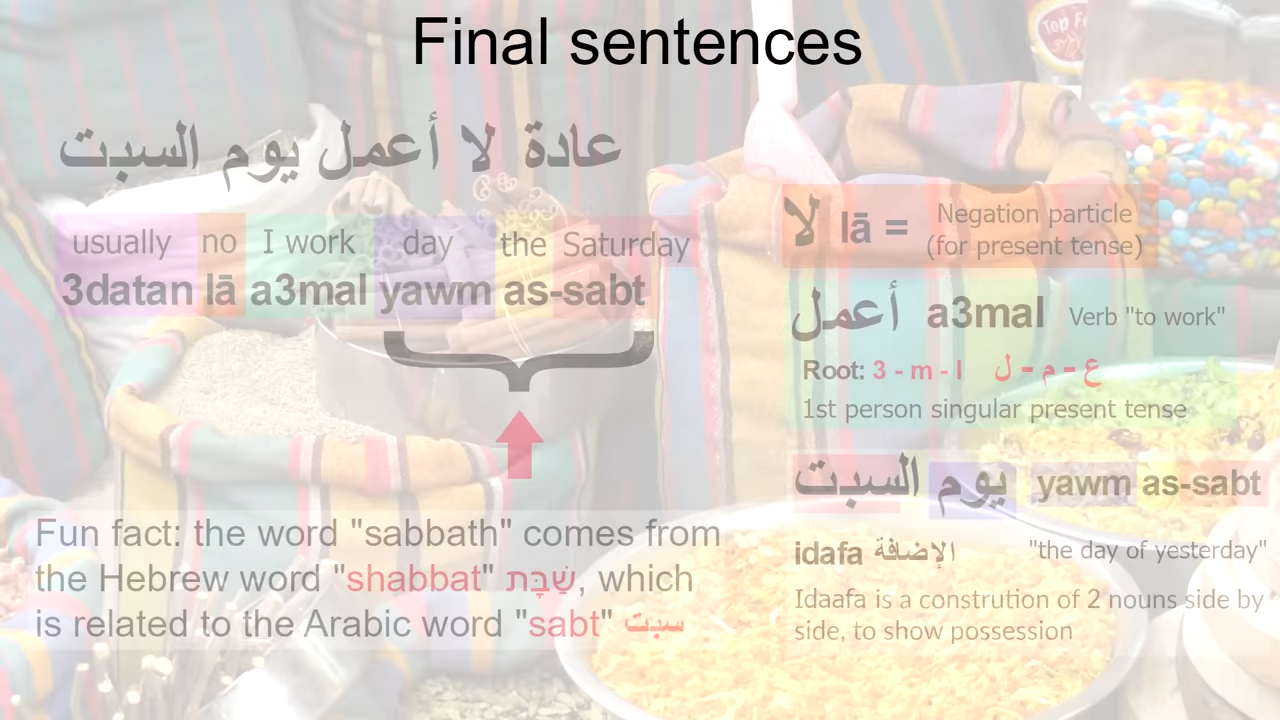 Final sentences
عادة لا أعمل يوم السبت
usually no I work day the Saturday
3datan lā a3mal yawm as-sabt
Fun fact: the word "sabbath" comes from
the Hebrew word "shabbat" שַׁבָּת, which
is related to the Arabic word "sabt" سبت
لا lā = Negation particle
(for present tense)
أعمل a3mal Verb "to work"
Root: 3 - m - l ع - م - ل
1st person singular present tense
يوم السبت yawm as-sabt
idafa الإضافة "the day of yesterday"
Idaafa is a constrution of 2 nouns side by
side, to show possession